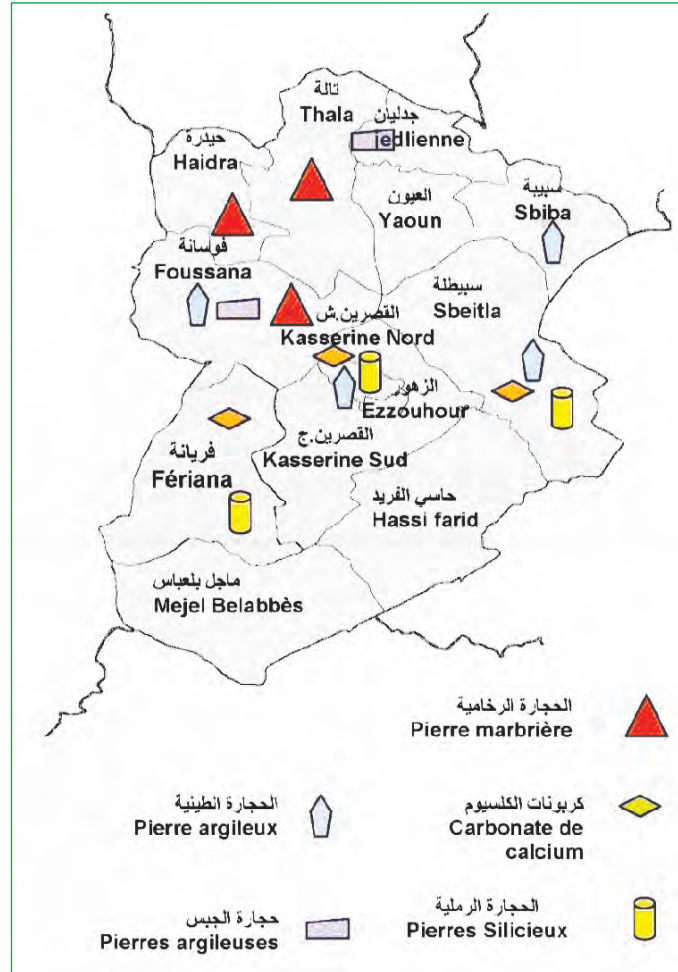 تالة
Thala
جدليان
jedlienne
حيدرة
Haidra
العيون
Yaoun
سبيبة
Sbiba
فوسانة
Foussana
سبيطلة
Sbeitla
القصرين.ش
Kasserine Nord
الزهور
Ezzouhour
القصرين.ج
Kasserine Sud
فريانة
Fériana
حاسي الفريد
Hassi farid
ماجل بلعباس
Mejel Belabbès
الحجارة الرخامية
Pierre marbrière
الحجارة الطينية
Pierre argileux
كربونات الكلسيوم
Carbonate de
calcium
حجارة الجبس
Pierres argileuses
الحجارة الرملية
Pierres Silicieux